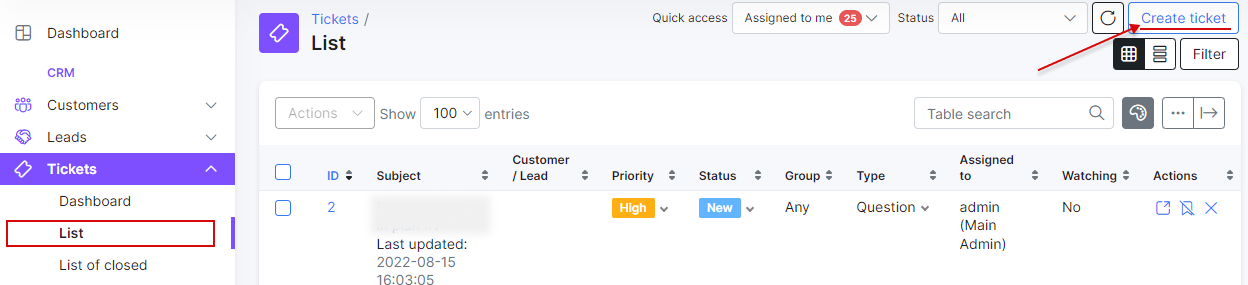 Dashboard
CRM
Customers
Leads
Tickets
Dashboard
List
List of closed
Tickets /
List
Quick access
Assigned to me 25
Status
All
Create ticket
Filter
Actions
Show
100
entries
Table search
ID
Subject
Customer
/ Lead
Priority
Status
Group
Type
Assigned
to
Watching
Actions
2
Last updated:
2022-08-15
16:03:05
High
New
Any
Question
admin
(Main
Admin)
No